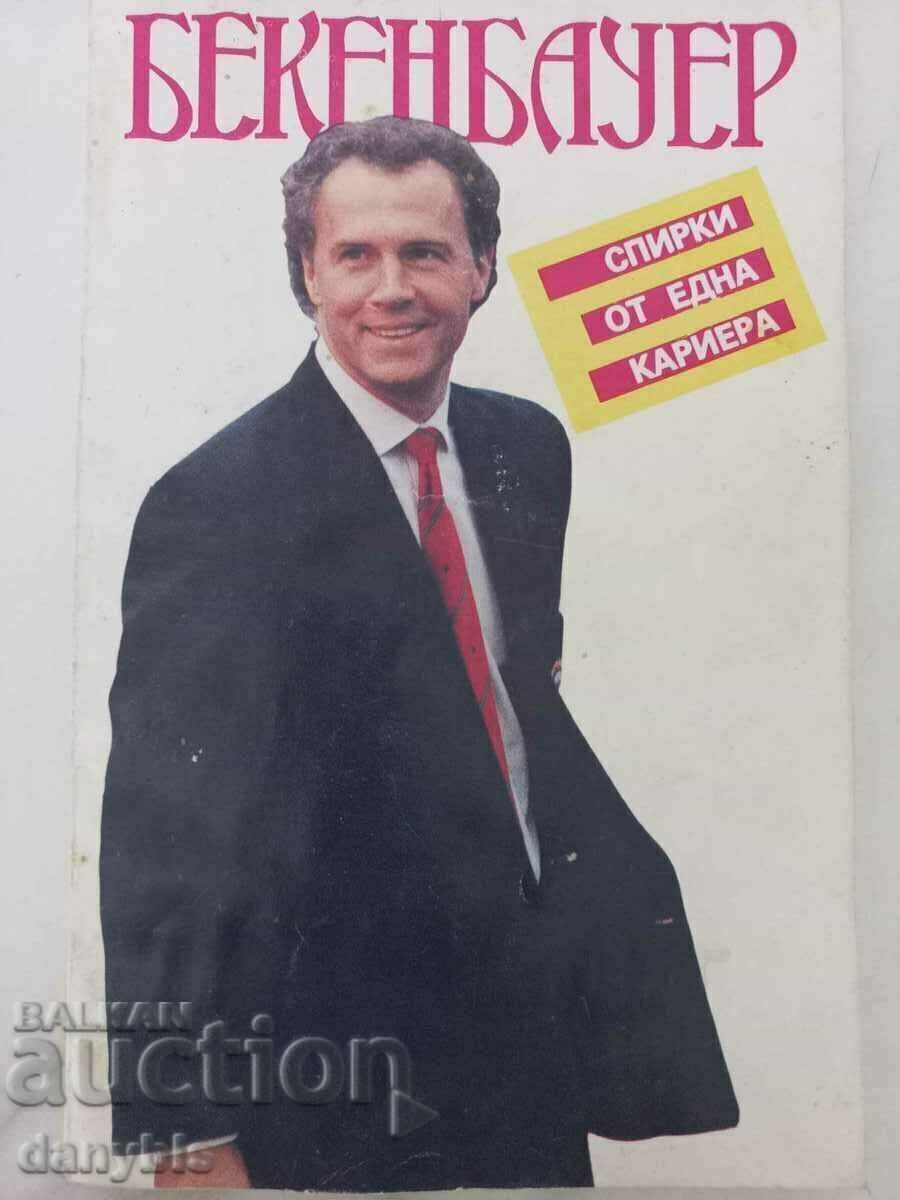 БЕКЕНБАУЕР
СПИРКИ
ОТ ЕДНА
КАРИЕРА
BALKAN
auction
danybls